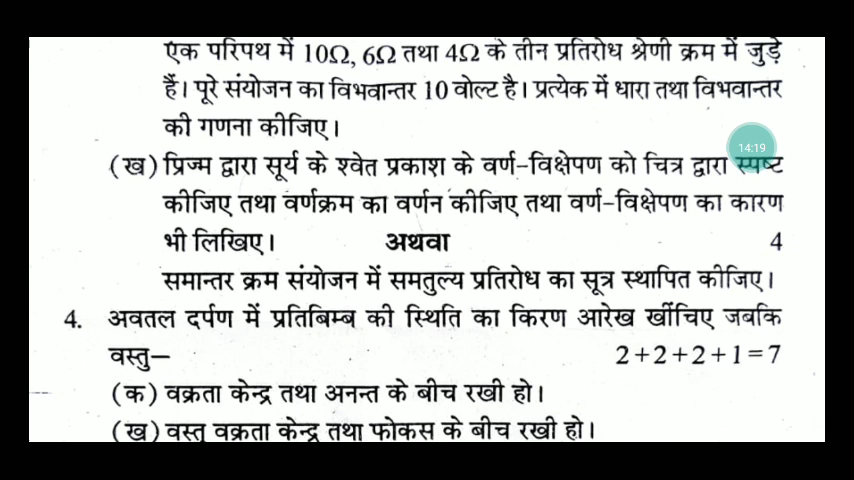 एक परिपथ में 10Ω, 6Ω तथा 4Ω के तीन प्रतिरोध श्रेणी क्रम में जुड़े
हैं। पूरे संयोजन का विभवान्तर 10 वोल्ट है। प्रत्येक में धारा तथा विभवान्तर
की गणना कीजिए।
14:19
(ख) प्रिज्म द्वारा सूर्य के श्वेत प्रकाश के वर्ण-विक्षेपण को चित्र द्वारा स्पष्ट
कीजिए तथा वर्णक्रम का वर्णन कीजिए तथा वर्ण-विक्षेपण का कारण
भी लिखिए। अथवा 4
समान्तर क्रम संयोजन में समतुल्य प्रतिरोध का सूत्र स्थापित कीजिए।
4. अवतल दर्पण में प्रतिबिम्ब की स्थिति का किरण आरेख खींचिए जबकि
वस्तु— 2+2+2+1=7
(क) वक्रता केन्द्र तथा अनन्त के बीच रखी हो।
(ख) वस्तु वक्रता केन्द्र तथा फोकस के बीच रखी हो।